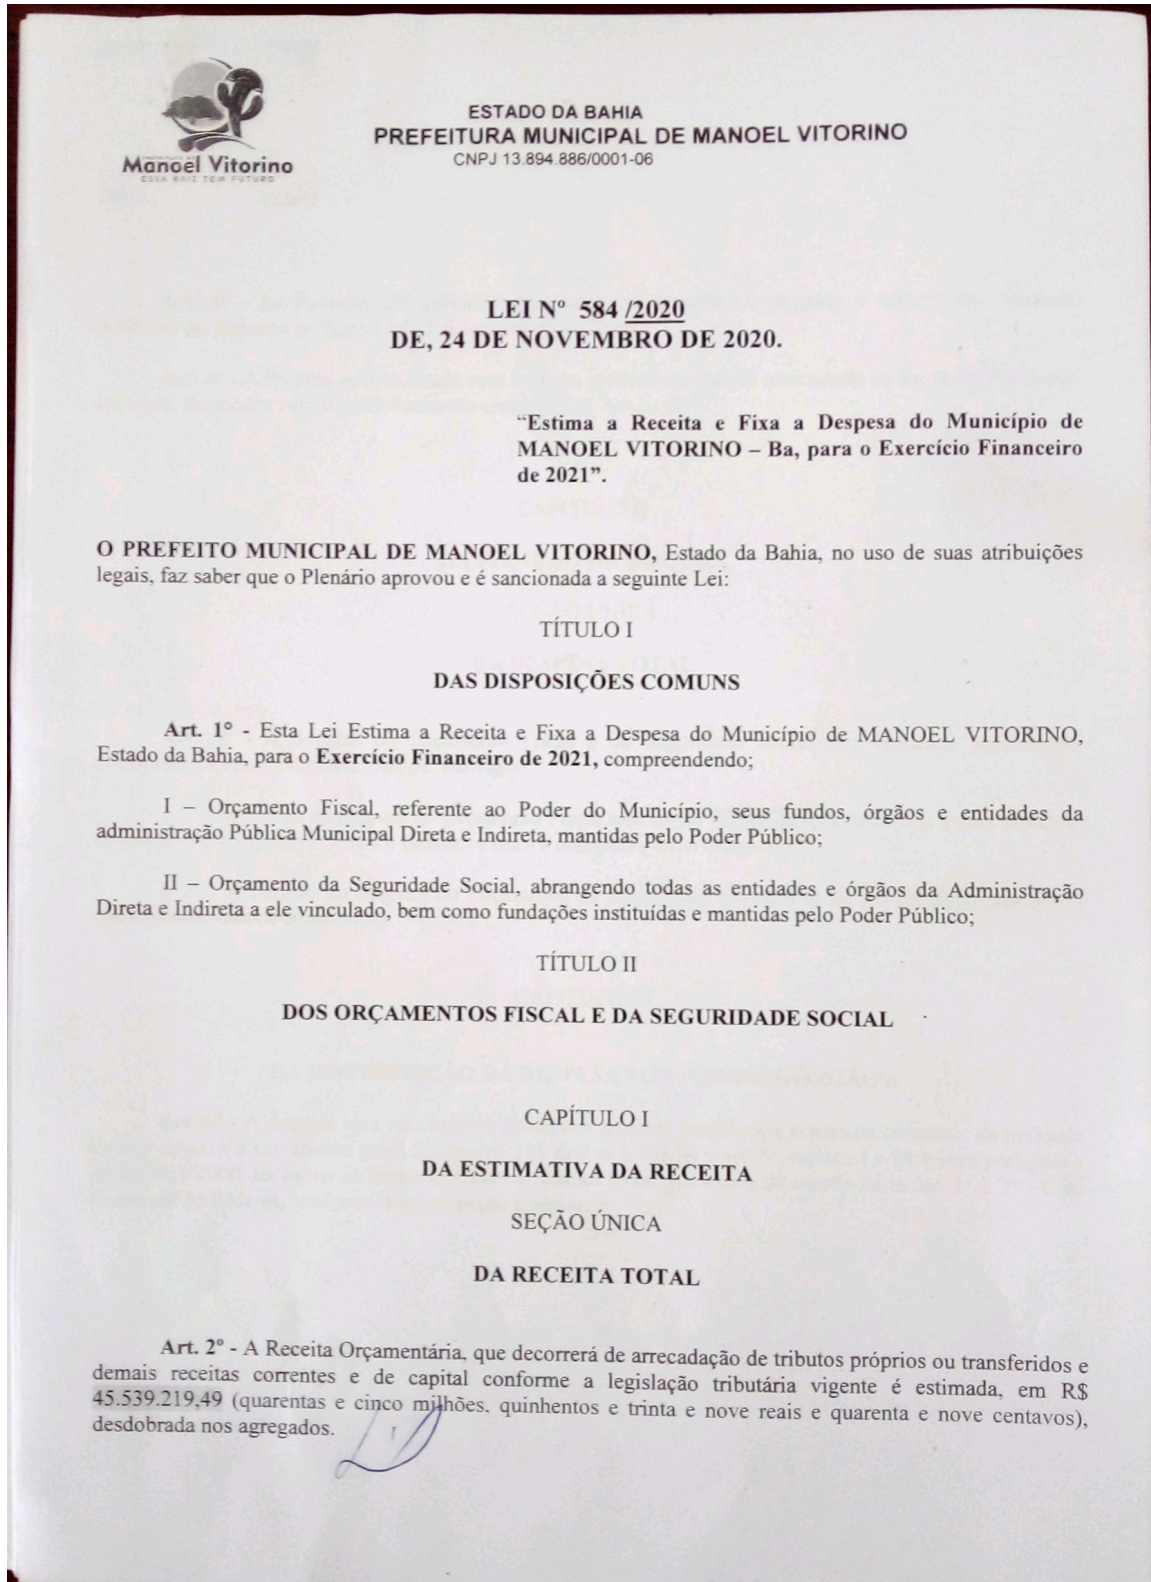 Manoel Vitorino
ESSA RAIZ TEM FUTURO
ESTADO DA BAHIA
PREFEITURA MUNICIPAL DE MANOEL VITORINO
CNPJ 13.894.886/0001-06
LEI Nº 584 /2020
DE, 24 DE NOVEMBRO DE 2020.
“Estima a Receita e Fixa a Despesa do Município de
MANOEL VITORINO – Ba, para o Exercício Financeiro
de 2021”.
O PREFEITO MUNICIPAL DE MANOEL VITORINO, Estado da Bahia, no uso de suas atribuições
legais, faz saber que o Plenário aprovou e é sancionada a seguinte Lei:
TÍTULO I
DAS DISPOSIÇÕES COMUNS
Art. 1° - Esta Lei Estima a Receita e Fixa a Despesa do Município de MANOEL VITORINO,
Estado da Bahia, para o Exercício Financeiro de 2021, compreendendo;
I – Orçamento Fiscal, referente ao Poder do Município, seus fundos, órgãos e entidades da
administração Pública Municipal Direta e Indireta, mantidas pelo Poder Público;
II – Orçamento da Seguridade Social, abrangendo todas as entidades e órgãos da Administração
Direta e Indireta a ele vinculado, bem como fundações instituídas e mantidas pelo Poder Público;
TÍTULO II
DOS ORÇAMENTOS FISCAL E DA SEGURIDADE SOCIAL
CAPÍTULO I
DA ESTIMATIVA DA RECEITA
SEÇÃO ÚNICA
DA RECEITA TOTAL
Art. 2º - A Receita Orçamentária, que decorrerá de arrecadação de tributos próprios ou transferidos e
demais receitas correntes e de capital conforme a legislação tributária vigente é estimada, em R$
45.539.219,49 (quarentas e cinco milhões, quinhentos e trinta e nove reais e quarenta e nove centavos),
desdobrada nos agregados.